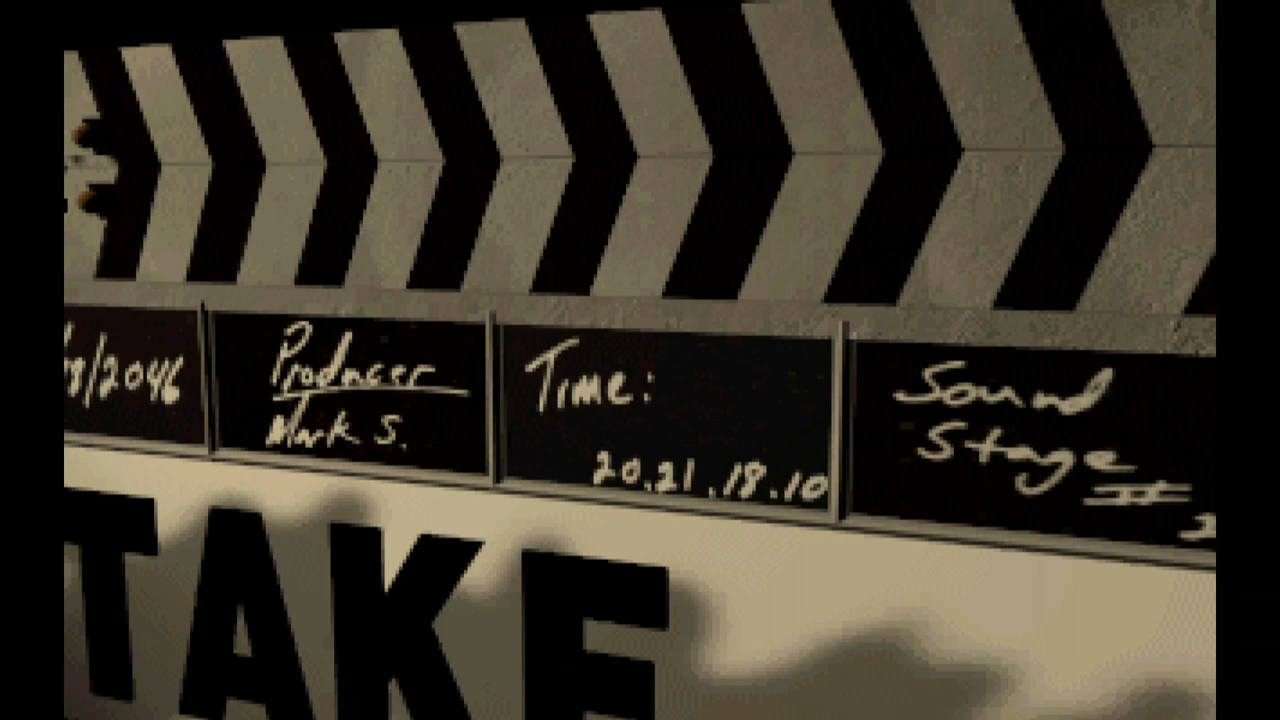 /2046
Producer
Mark S.
Time:
20.21.18.10
Sound
Stage
II
TAKE